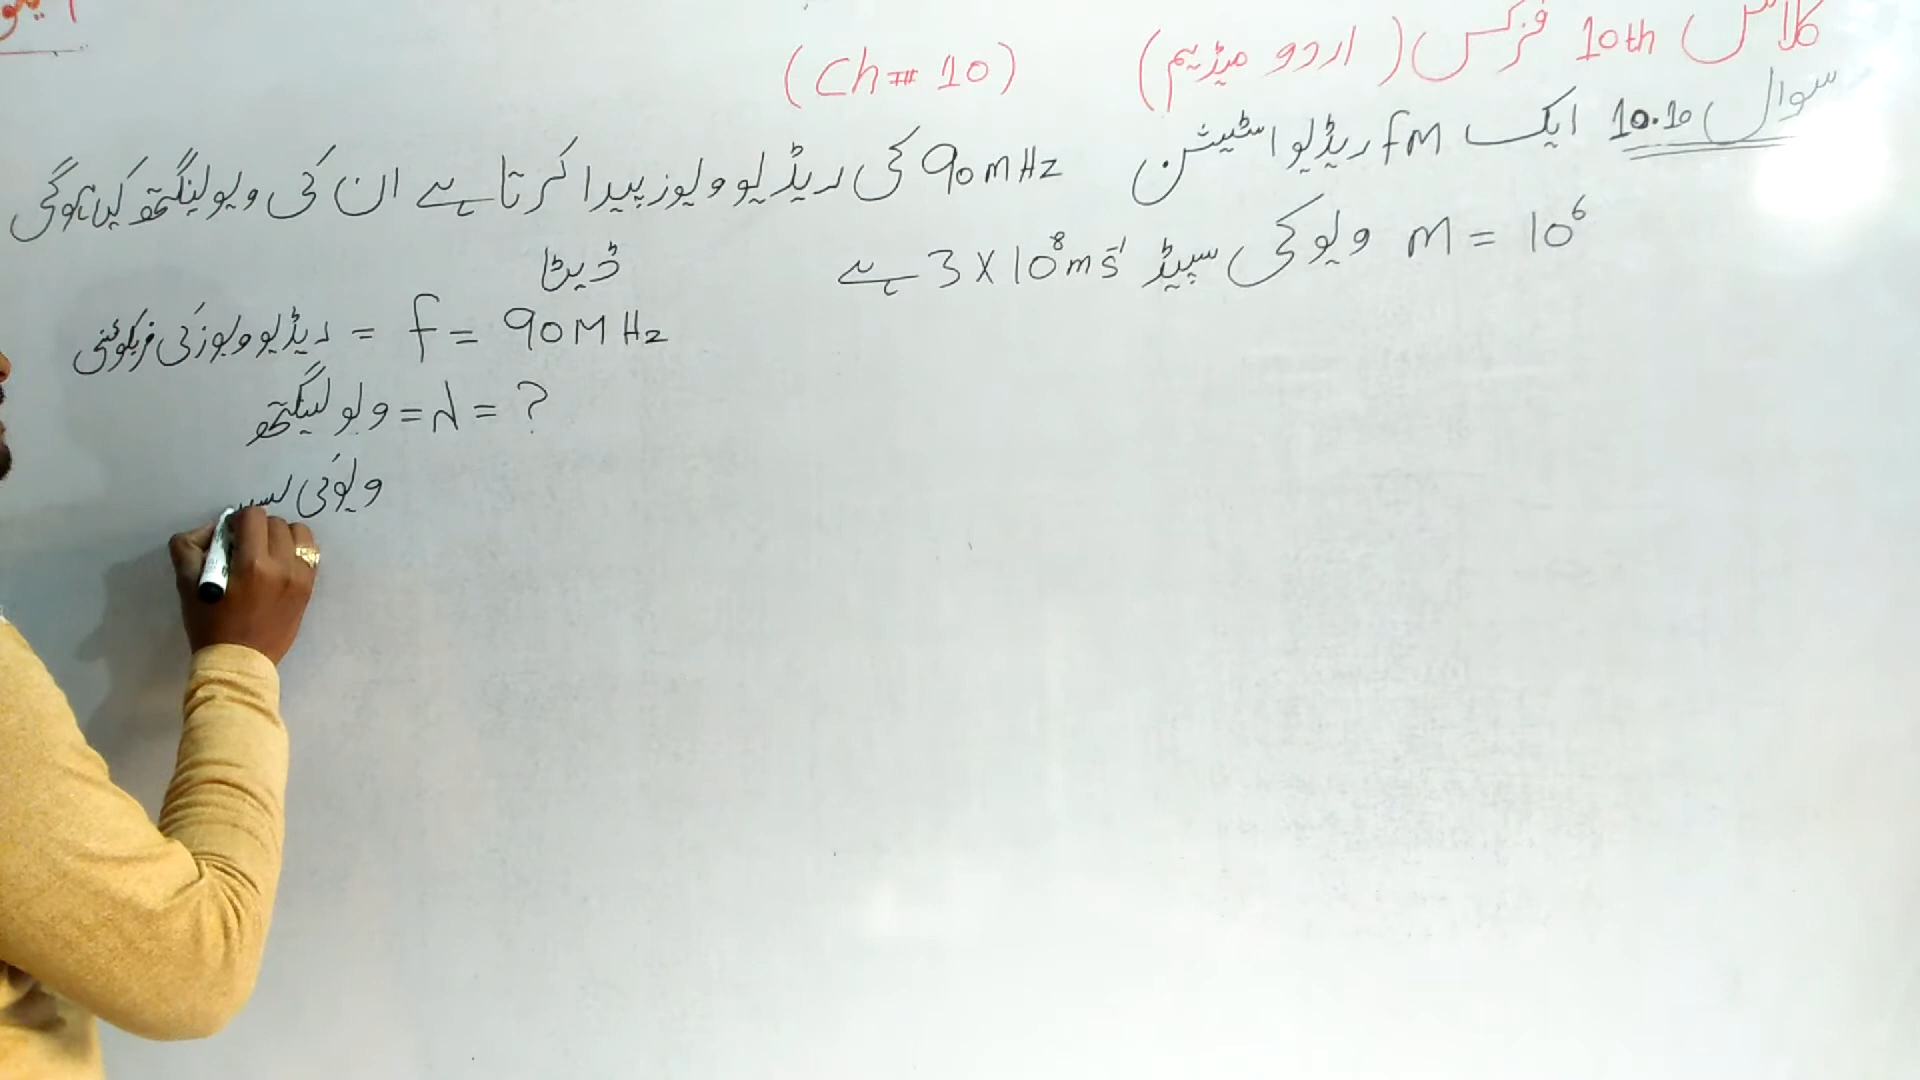 کلاس 10th فزکس (اردو میڈیم) (Ch # 10)
سوال 10.10 ایک FM ریڈیو اسٹیشن 90 mHz کی ریڈیو ویوز پیدا کرتا ہے ان کی ویولینگتھ کیا ہوگی
M = 10⁶ ویو کی سپیڈ 3 X 10⁸ ms⁻¹ ہے
ڈیٹا
ریڈیو ویوز کی فریکوئنسی = f = 90 M Hz
ویولینگتھ = λ = ?
ویو کی